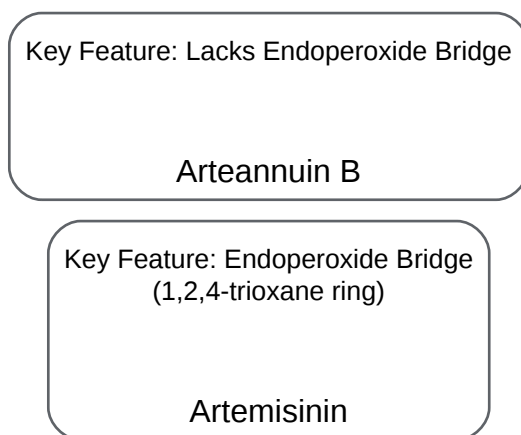 Key Feature: Lacks Endoperoxide Bridge
Arteannuin B
Key Feature: Endoperoxide Bridge
(1,2,4-trioxane ring)
Artemisinin